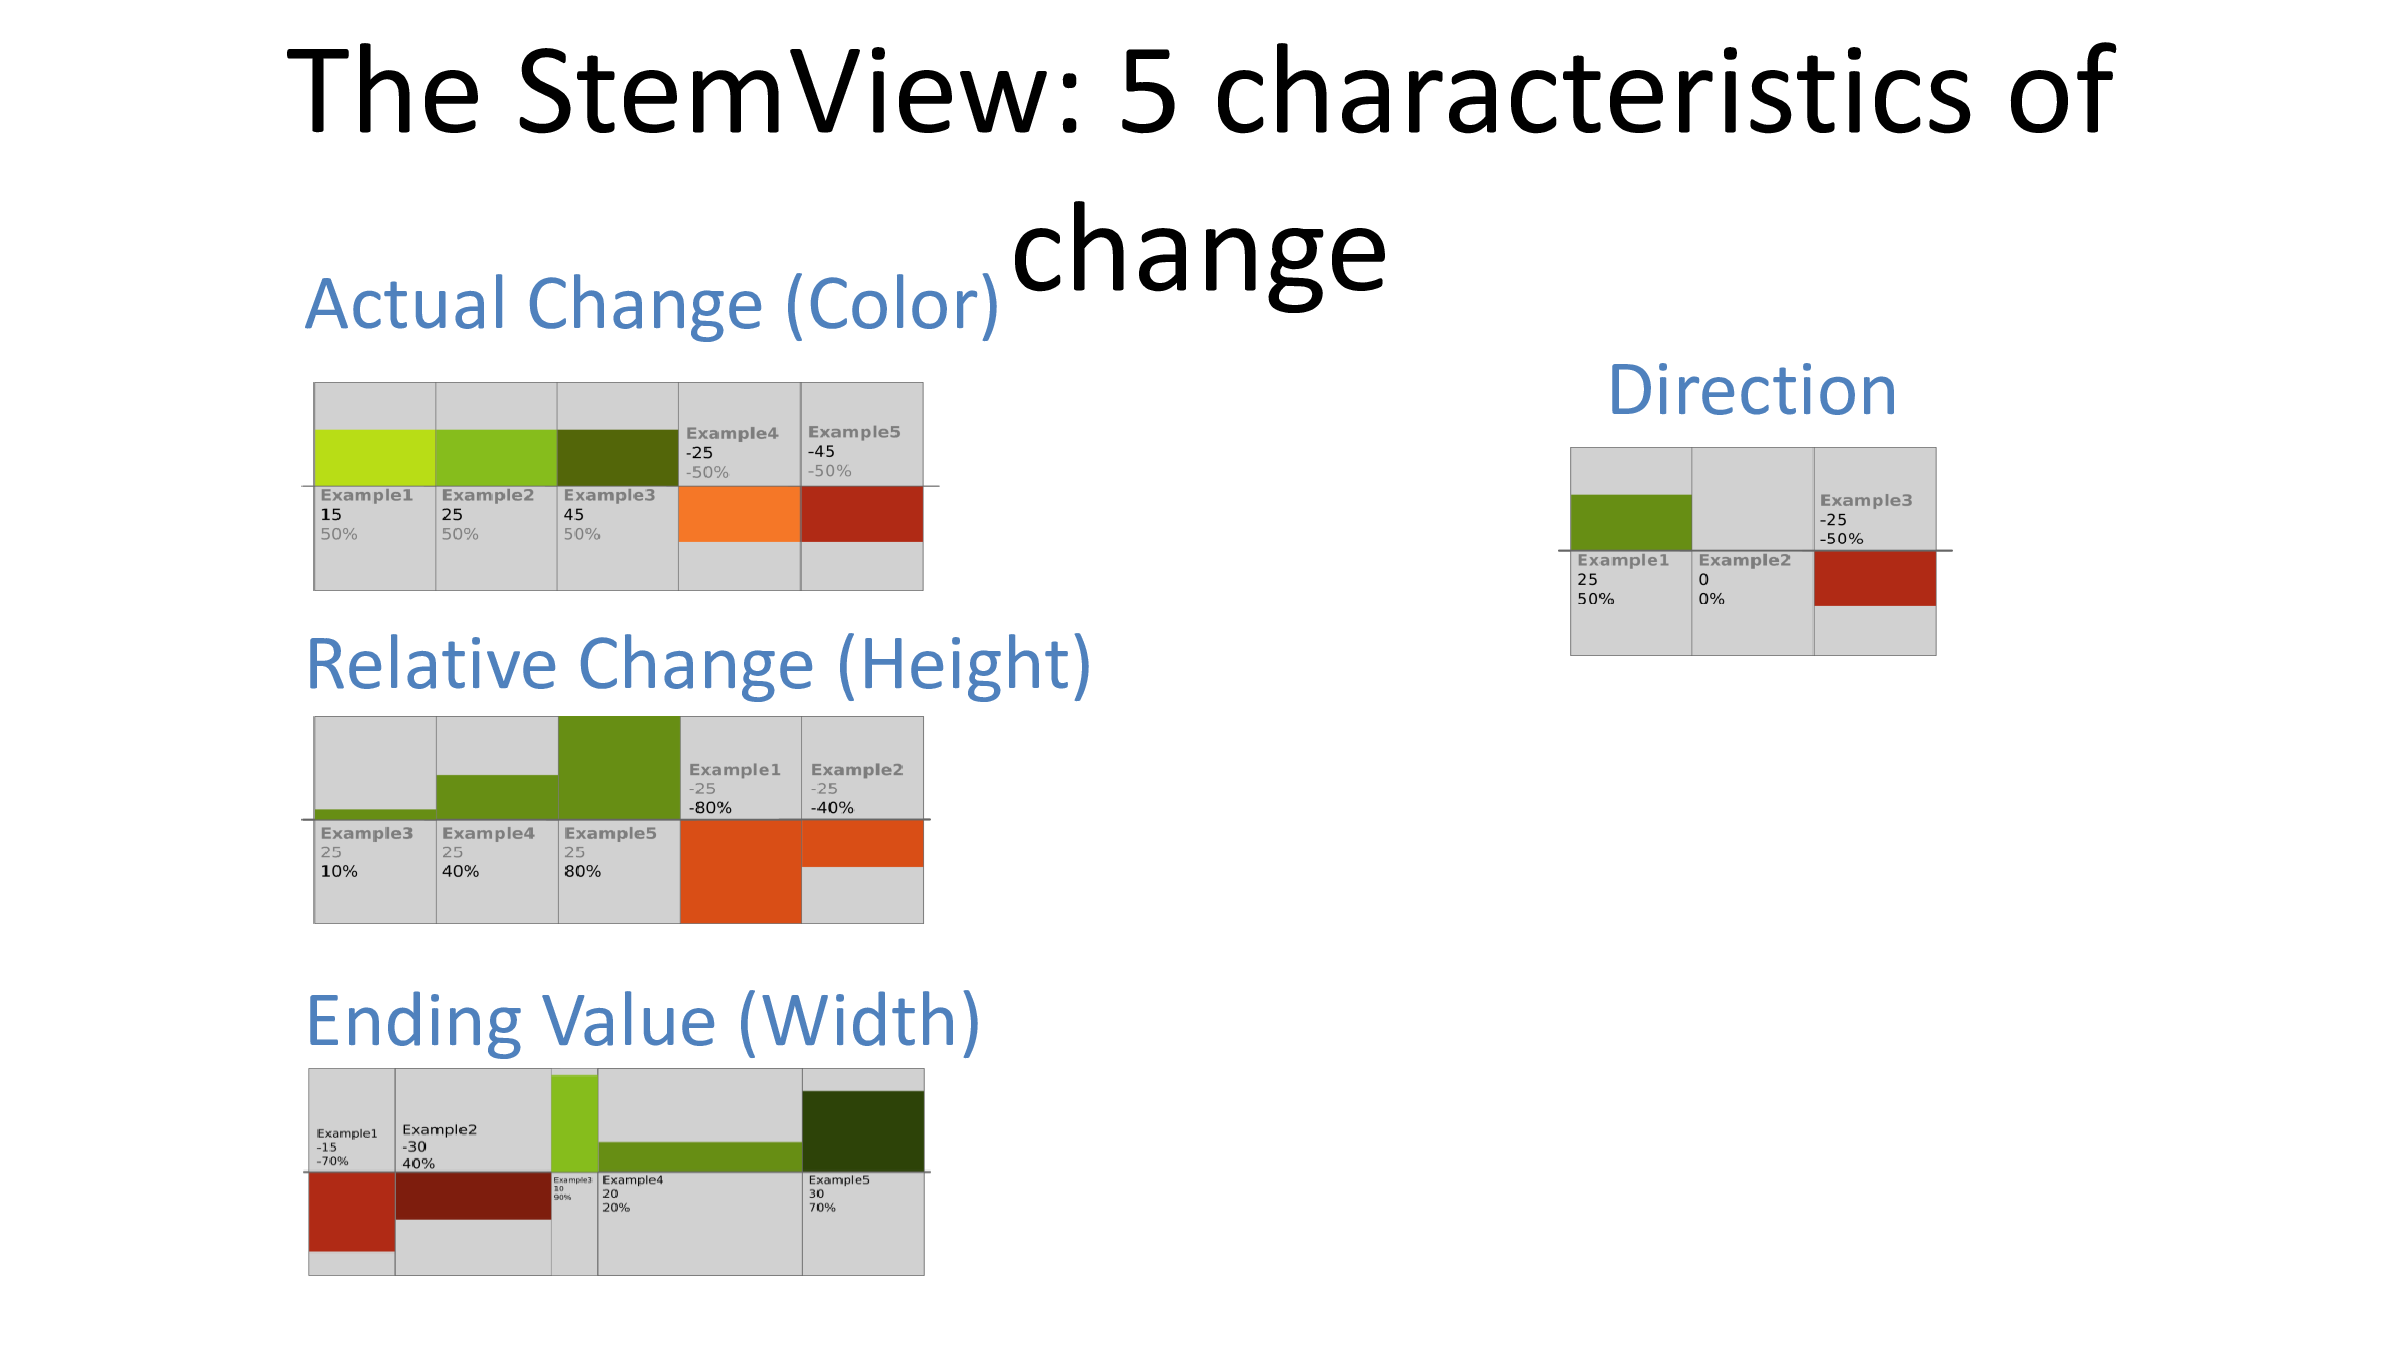 The StemView: 5 characteristics of
change
Actual Change (Color)
Example4
-25
-50%
Example5
-45
-50%
Example1
15
50%
Example2
25
50%
Example3
45
50%
Direction
Example3
-25
-50%
Example1
25
50%
Example2
0
0%
Relative Change (Height)
Example1
-25
-80%
Example2
-25
-40%
Example3
25
10%
Example4
25
40%
Example5
25
80%
Ending Value (Width)
Example1
-15
-70%
Example2
-30
40%
Example3
10
90%
Example4
20
20%
Example5
30
70%